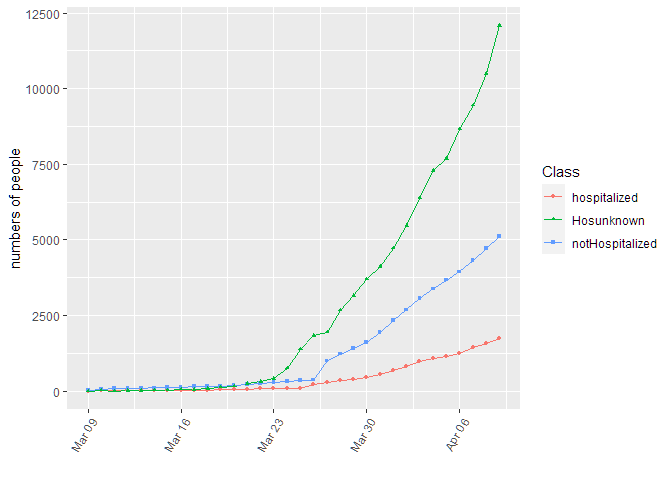 12500
10000
7500
5000
2500
0
numbers of people
Mar 09
Mar 16
Mar 23
Mar 30
Apr 06
Class
hospitalized
Hosunknown
notHospitalized